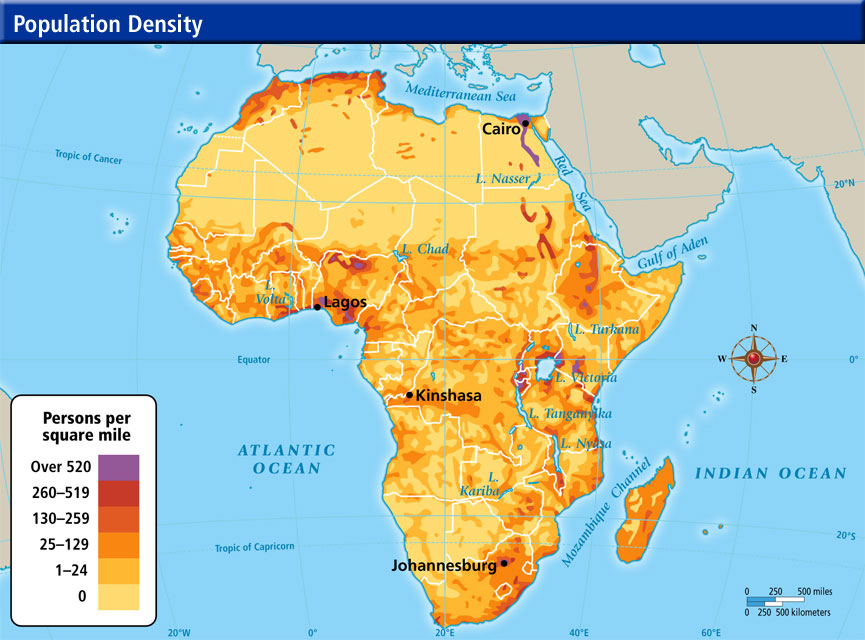 Population Density
Mediterranean Sea
Cairo
Tropic of Cancer
L. Nasser
Red
Sea
20°N
L. Chad
Gulf of Aden
L.
Volta
Lagos
L. Turkana
N
W
E
S
Equator
0°
L. Victoria
Kinshasa
L. Tanganyika
Persons per
square mile
Over 520
260–519
130–259
25–129
1–24
0
ATLANTIC
OCEAN
L. Nyasa
INDIAN OCEAN
L.
Kariba
Mozambique Channel
20°S
Tropic of Capricorn
Johannesburg
0 250 500 miles
0 250 500 kilometers
20°W
0°
20°E
40°E
60°E